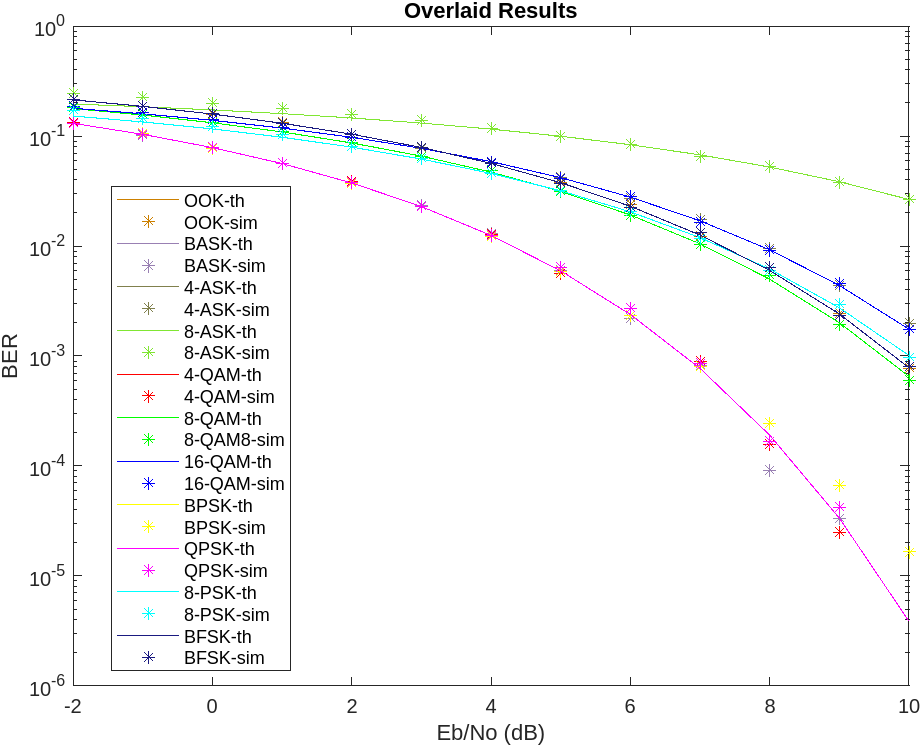 Overlaid Results
10^0
10^-1
10^-2
10^-3
10^-4
10^-5
10^-6
BER
OOK-th
OOK-sim
BASK-th
BASK-sim
4-ASK-th
4-ASK-sim
8-ASK-th
8-ASK-sim
4-QAM-th
4-QAM-sim
8-QAM-th
8-QAM8-sim
16-QAM-th
16-QAM-sim
BPSK-th
BPSK-sim
QPSK-th
QPSK-sim
8-PSK-th
8-PSK-sim
BFSK-th
BFSK-sim
-2 0 2 4 6 8 10
Eb/No (dB)